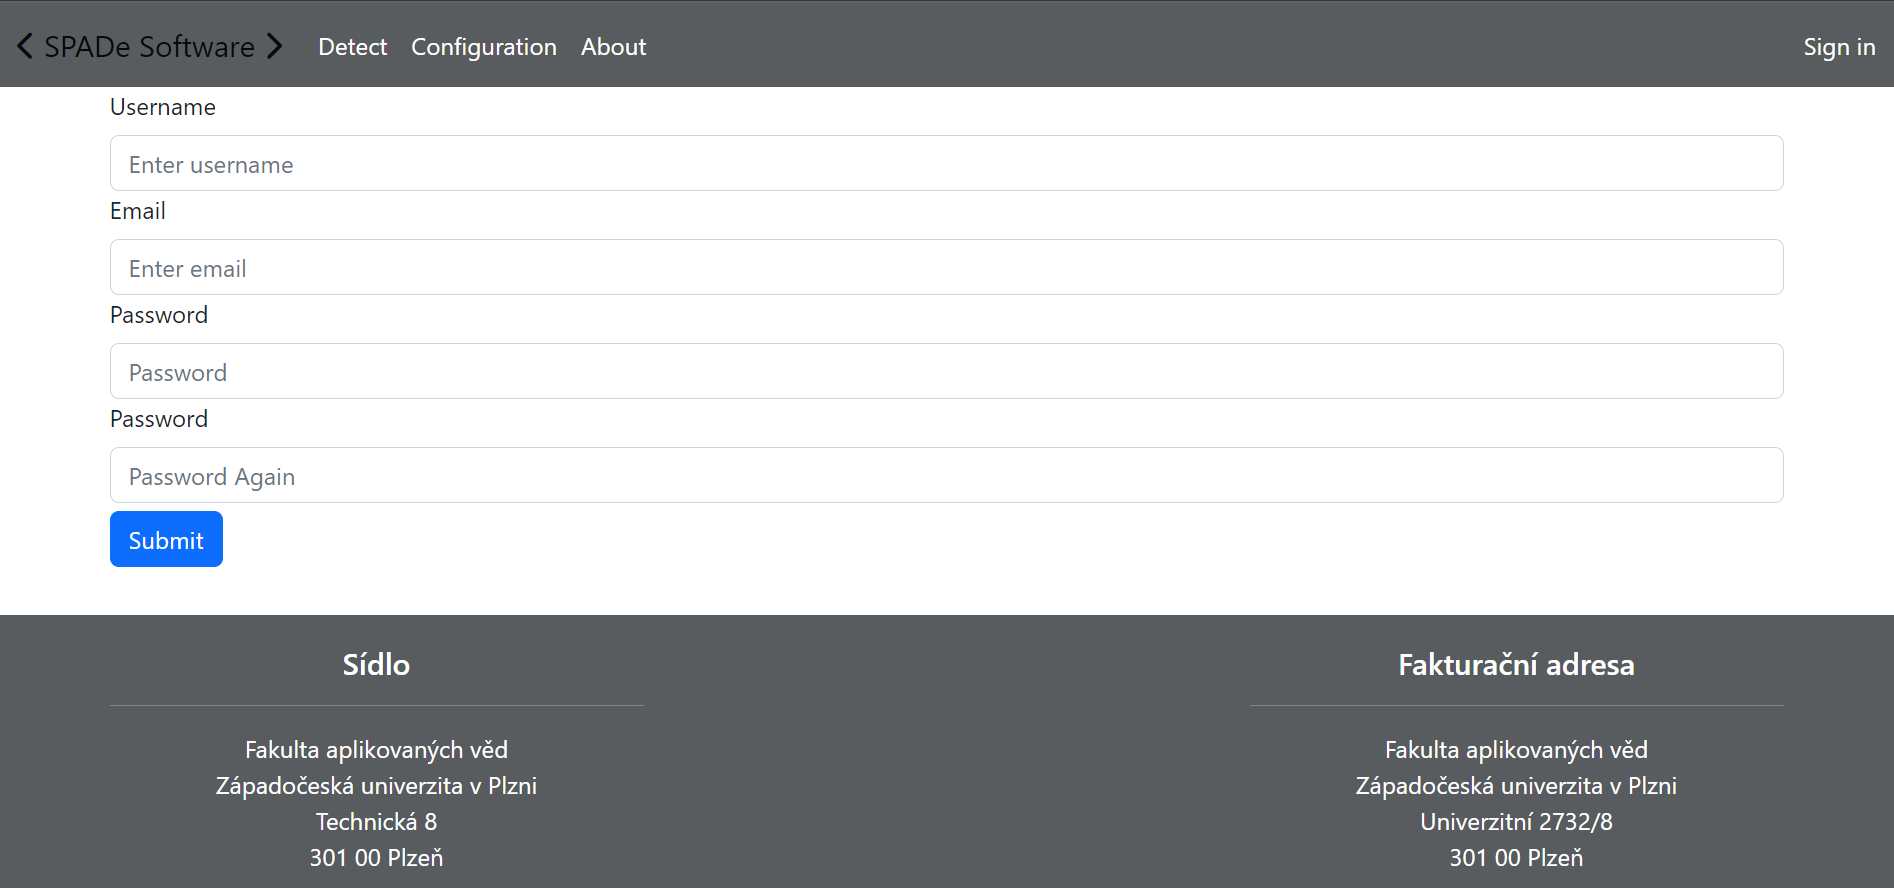 SPADe Software Detect Configuration About Sign in
Username
Enter username
Email
Enter email
Password
Password
Password
Password Again
Submit
Sídlo
Fakulta aplikovaných věd
Západočeská univerzita v Plzni
Technická 8
301 00 Plzeň
Fakturační adresa
Fakulta aplikovaných věd
Západočeská univerzita v Plzni
Univerzitní 2732/8
301 00 Plzeň